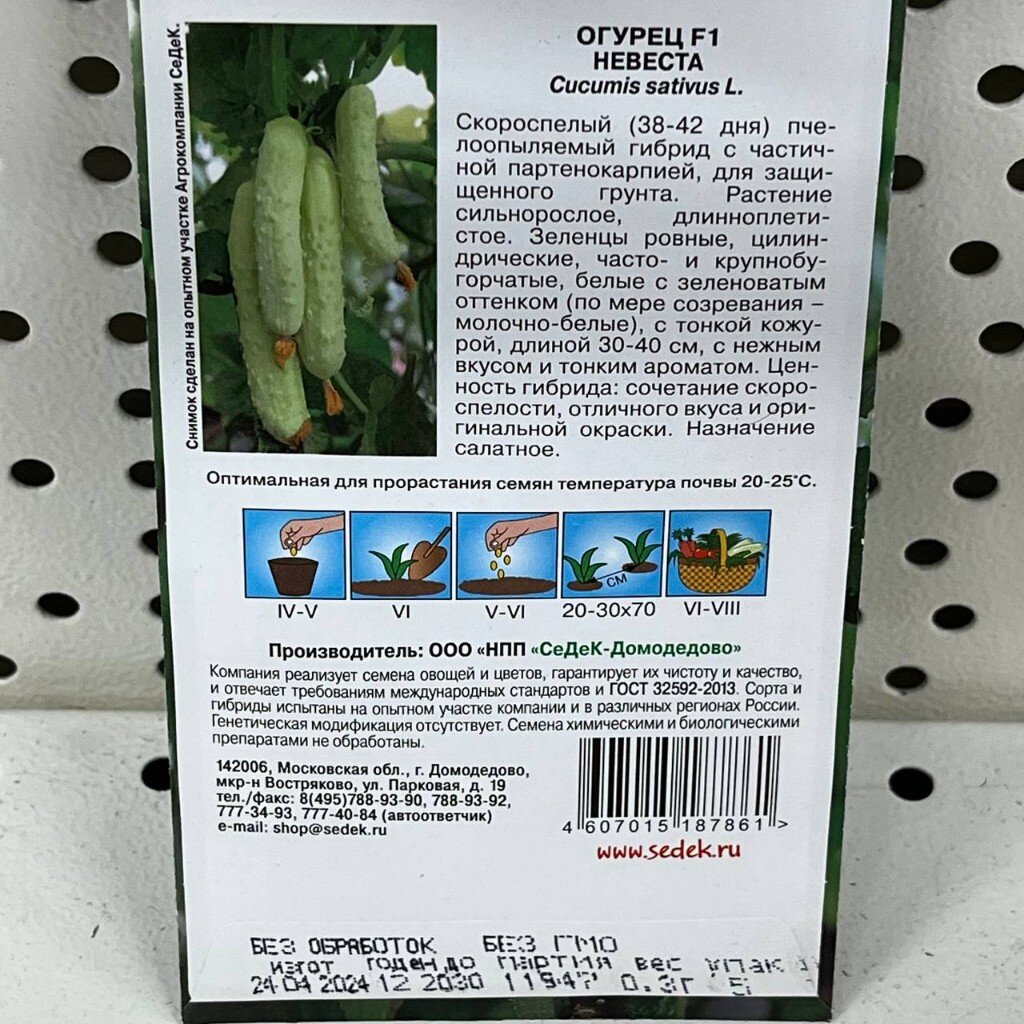 Снимок сделан на опытном участке Агрокомпании СеДеК.
ОГУРЕЦ F1
НЕВЕСТА
Cucumis sativus L.
Скороспелый (38-42 дня) пче-
лоопыляемый гибрид с частич-
ной партенокарпией, для защи-
щенного грунта. Растение
сильнорослое, длинноплети-
стое. Зеленцы ровные, цилин-
дрические, часто- и крупнобу-
горчатые, белые с зеленоватым
оттенком (по мере созревания –
молочно-белые), с тонкой кожу-
рой, длиной 30-40 см, с нежным
вкусом и тонким ароматом. Цен-
ность гибрида: сочетание скоро-
спелости, отличного вкуса и ори-
гинальной окраски. Назначение
салатное.
Оптимальная для прорастания семян температура почвы 20-25°С.
СМ
IV-V VI V-VI 20-30х70 VI-VIII
Производитель: ООО «НПП «СеДеК-Домодедово»
Компания реализует семена овощей и цветов, гарантирует их чистоту и качество,
и отвечает требованиям международных стандартов и ГОСТ 32592-2013. Сорта и
гибриды испытаны на опытном участке компании и в различных регионах России.
Генетическая модификация отсутствует. Семена химическими и биологическими
препаратами не обработаны.
142006, Московская обл., г. Домодедово,
мкр-н Востряково, ул. Парковая, д. 19
тел./факс: 8(495)788-93-90, 788-93-92,
777-34-93, 777-40-84 (автоответчик)
e-mail: shop@sedek.ru
4 607015 187861 >
www.sedek.ru
БЕЗ ОБРАБОТОК БЕЗ ГМО
изгот годен до партия вес упак
24 04 2024 12 2030 11947 0.3г 5